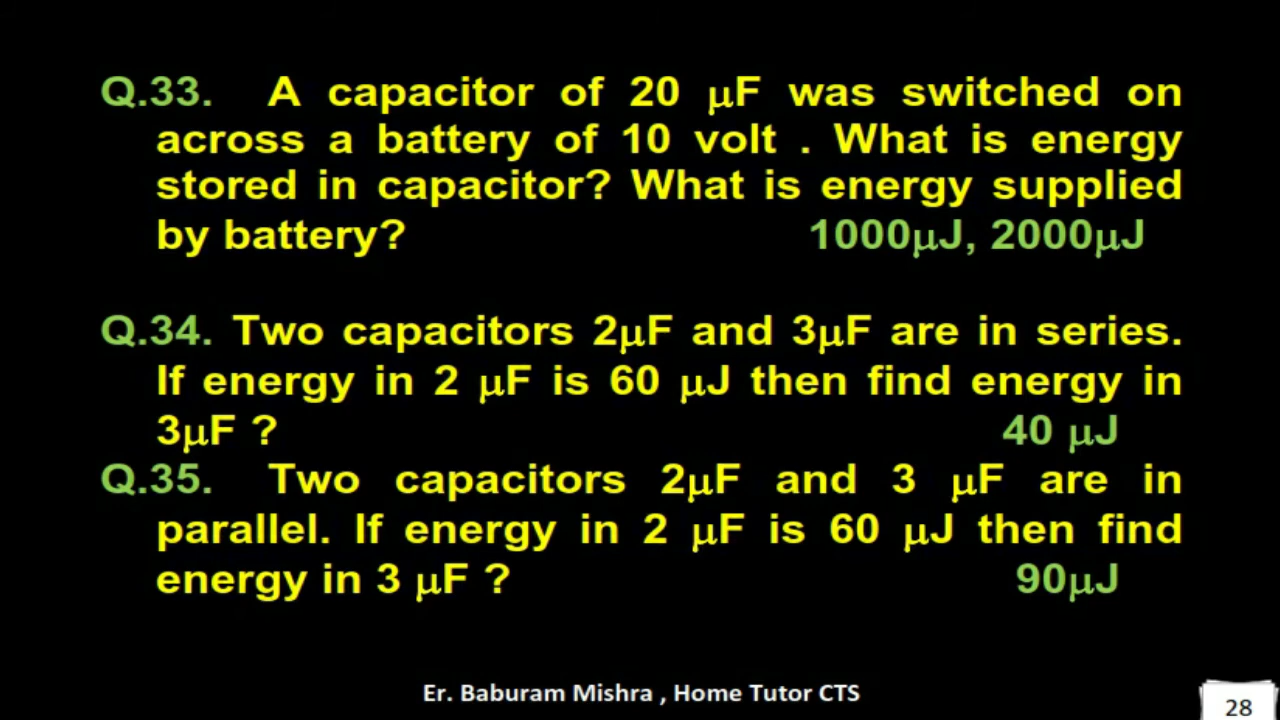 Q.33. A capacitor of 20 μF was switched on
across a battery of 10 volt . What is energy
stored in capacitor? What is energy supplied
by battery? 1000μJ, 2000μJ
Q.34. Two capacitors 2μF and 3μF are in series.
If energy in 2 μF is 60 μJ then find energy in
3μF ? 40 μJ
Q.35. Two capacitors 2μF and 3 μF are in
parallel. If energy in 2 μF is 60 μJ then find
energy in 3 μF ? 90μJ
Er. Baburam Mishra , Home Tutor CTS
28